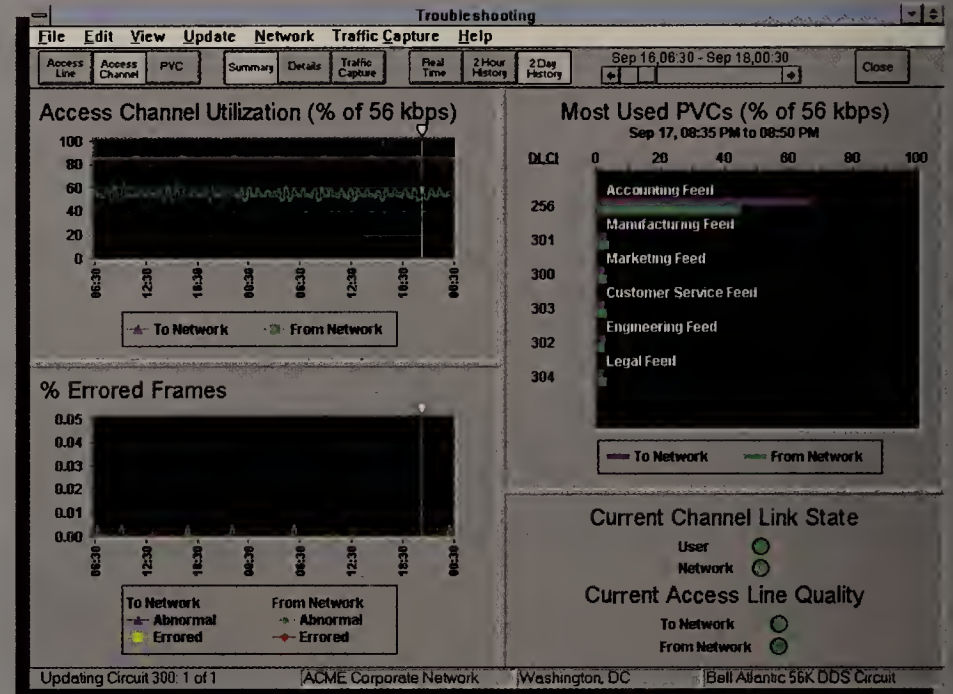 Troubleshooting
File Edit View Update Network Traffic Capture Help
Access Line Access Channel PVC Summary Details Traffic Capture Real Time 2 Hour History 2 Day History Sep 16,06:30 - Sep 18,00:30 Close
Access Channel Utilization (% of 56 kbps)
100
80
60
40
20
0
06:30 12:30 18:30 00:30 06:30 12:30 18:30 00:30
To Network From Network
% Errored Frames
0.05
0.04
0.03
0.02
0.01
0.00
06:30 12:30 18:30 00:30 06:30 12:30 18:30 00:30
To Network From Network
Abnormal Abnormal
Errored Errored
Most Used PVCs (% of 56 kbps)
Sep 17, 08:35 PM to 08:50 PM
DLCI 0 20 40 60 80 100
Accounting Feed
256
Manufacturing Feed
301
Marketing Feed
300
Customer Service Feed
303
Engineering Feed
302
Legal Feed
304
To Network From Network
Current Channel Link State
User
Network
Current Access Line Quality
To Network
From Network
Updating Circuit 300: 1 of 1 ACME Corporate Network Washington, DC Bell Atlantic 56K DDS Circuit